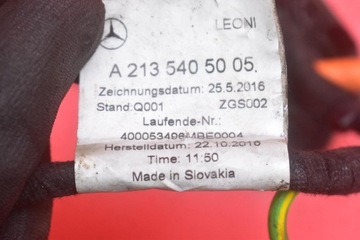 LEONI
A 213 540 50 05.
Zeichnungsdatum: 25.5.2016
Stand:Q001 ZGS002
Laufende-Nr.:
Herstelldatum: 22.10.2016
Time: 11:50
Made in Slovakia